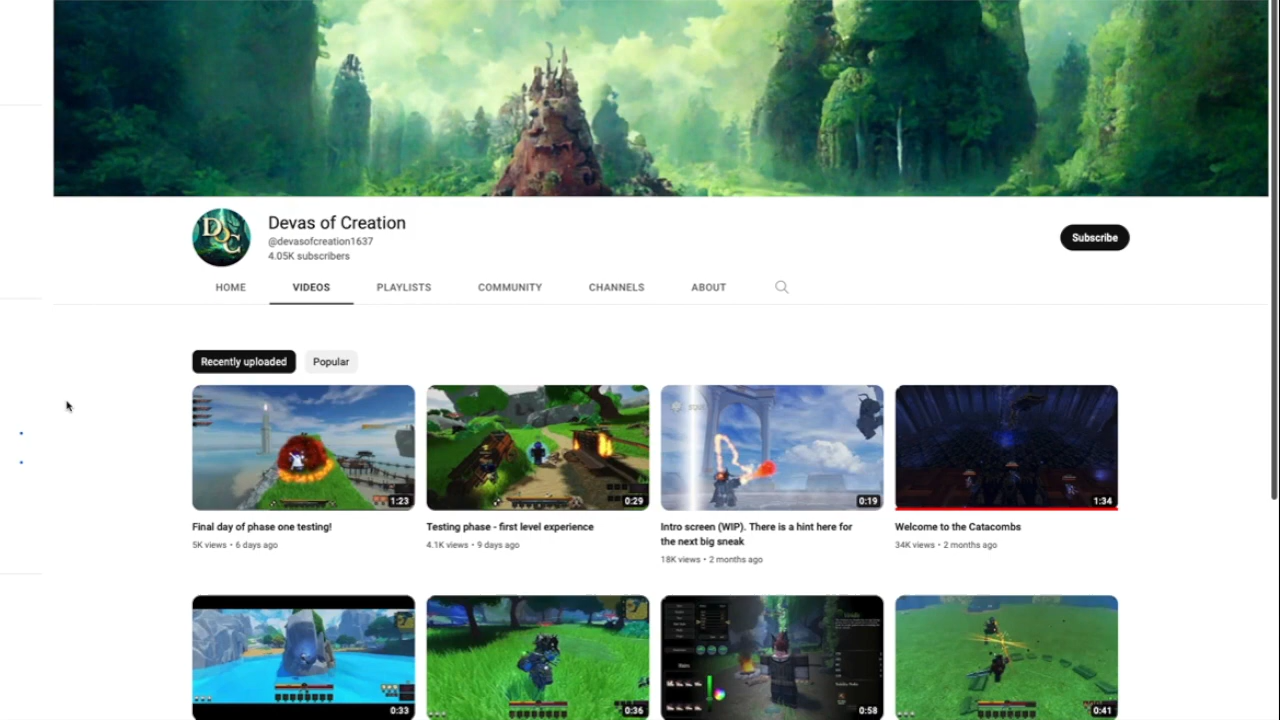 DOC
Devas of Creation
@devasofcreation1637
4.05K subscribers
Subscribe
HOME VIDEOS PLAYLISTS COMMUNITY CHANNELS ABOUT
Recently uploaded Popular
1:23 0:29 0:19 1:34
Final day of phase one testing!
5K views • 6 days ago
Testing phase - first level experience
4.1K views • 9 days ago
Intro screen (WIP). There is a hint here for
the next big sneak
18K views • 2 months ago
Welcome to the Catacombs
34K views • 2 months ago
0:33 0:36 0:58 0:41